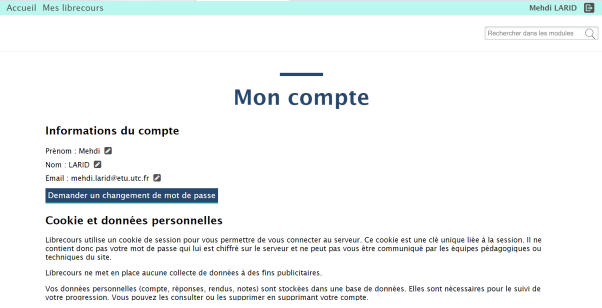 Accueil Mes librecours Mehdi LARID
Rechercher dans les modules
Mon compte
Informations du compte
Prénom : Mehdi
Nom : LARID
Email : mehdi.larid@etu.utc.fr
Demander un changement de mot de passe
Cookie et données personnelles
Librecours utilise un cookie de session pour vous permettre de vous connecter au serveur. Ce cookie est une clé unique liée à la session. Il ne
contient donc pas votre mot de passe qui lui est chiffré sur le serveur et ne peut pas vous être communiqué par les équipes pédagogiques ou
techniques du site.
Librecours ne met en place aucune collecte de données à des fins publicitaires.
Vos données personnelles (compte, réponses, rendus, notes) sont stockées dans une base de données. Elles sont nécessaires pour le suivi de
votre progression. Vous pouvez les consulter ou les supprimer en supprimant votre compte.